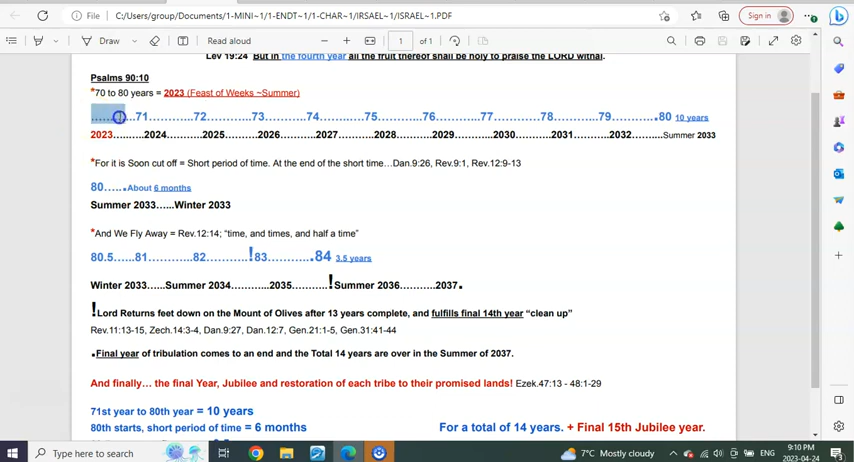 File
C:/Users/group/Documents/1-MINI~1/1-ENDT~1/1-CHAR~1/IRSAEL~1/ISRAEL~1.PDF
Sign in
Draw
Read aloud
1
of 1
Lev 19:24 But in the fourth year all the fruit thereof shall be holy to praise the LORD withal.
Psalms 90:10
*70 to 80 years = 2023 (Feast of Weeks ~Summer)
...........71...........72...........73...........74...........75...........76...........77...........78...........79...........80 10 years
2023.........2024.........2025.........2026.........2027.........2028.........2029.........2030.........2031.........2032.........Summer 2033
*For it is Soon cut off = Short period of time. At the end of the short time…Dan.9:26, Rev.9:1, Rev.12:9-13
80…...About 6 months
Summer 2033…..Winter 2033
*And We Fly Away = Rev.12:14; “time, and times, and half a time”
80.5......81...........82...........!83...........84 3.5 years
Winter 2033......Summer 2034..........2035..........!Summer 2036..........2037.
!Lord Returns feet down on the Mount of Olives after 13 years complete, and fulfills final 14th year “clean up”
Rev.11:13-15, Zech.14:3-4, Dan.9:27, Dan.12:7, Gen.21:1-5, Gen.31:41-44
.Final year of tribulation comes to an end and the Total 14 years are over in the Summer of 2037.
And finally… the final Year, Jubilee and restoration of each tribe to their promised lands! Ezek.47:13 - 48:1-29
71st year to 80th year = 10 years
80th starts, short period of time = 6 months
For a total of 14 years. + Final 15th Jubilee year.
Type here to search
7°C Mostly cloudy
ENG
9:10 PM
2023-04-24